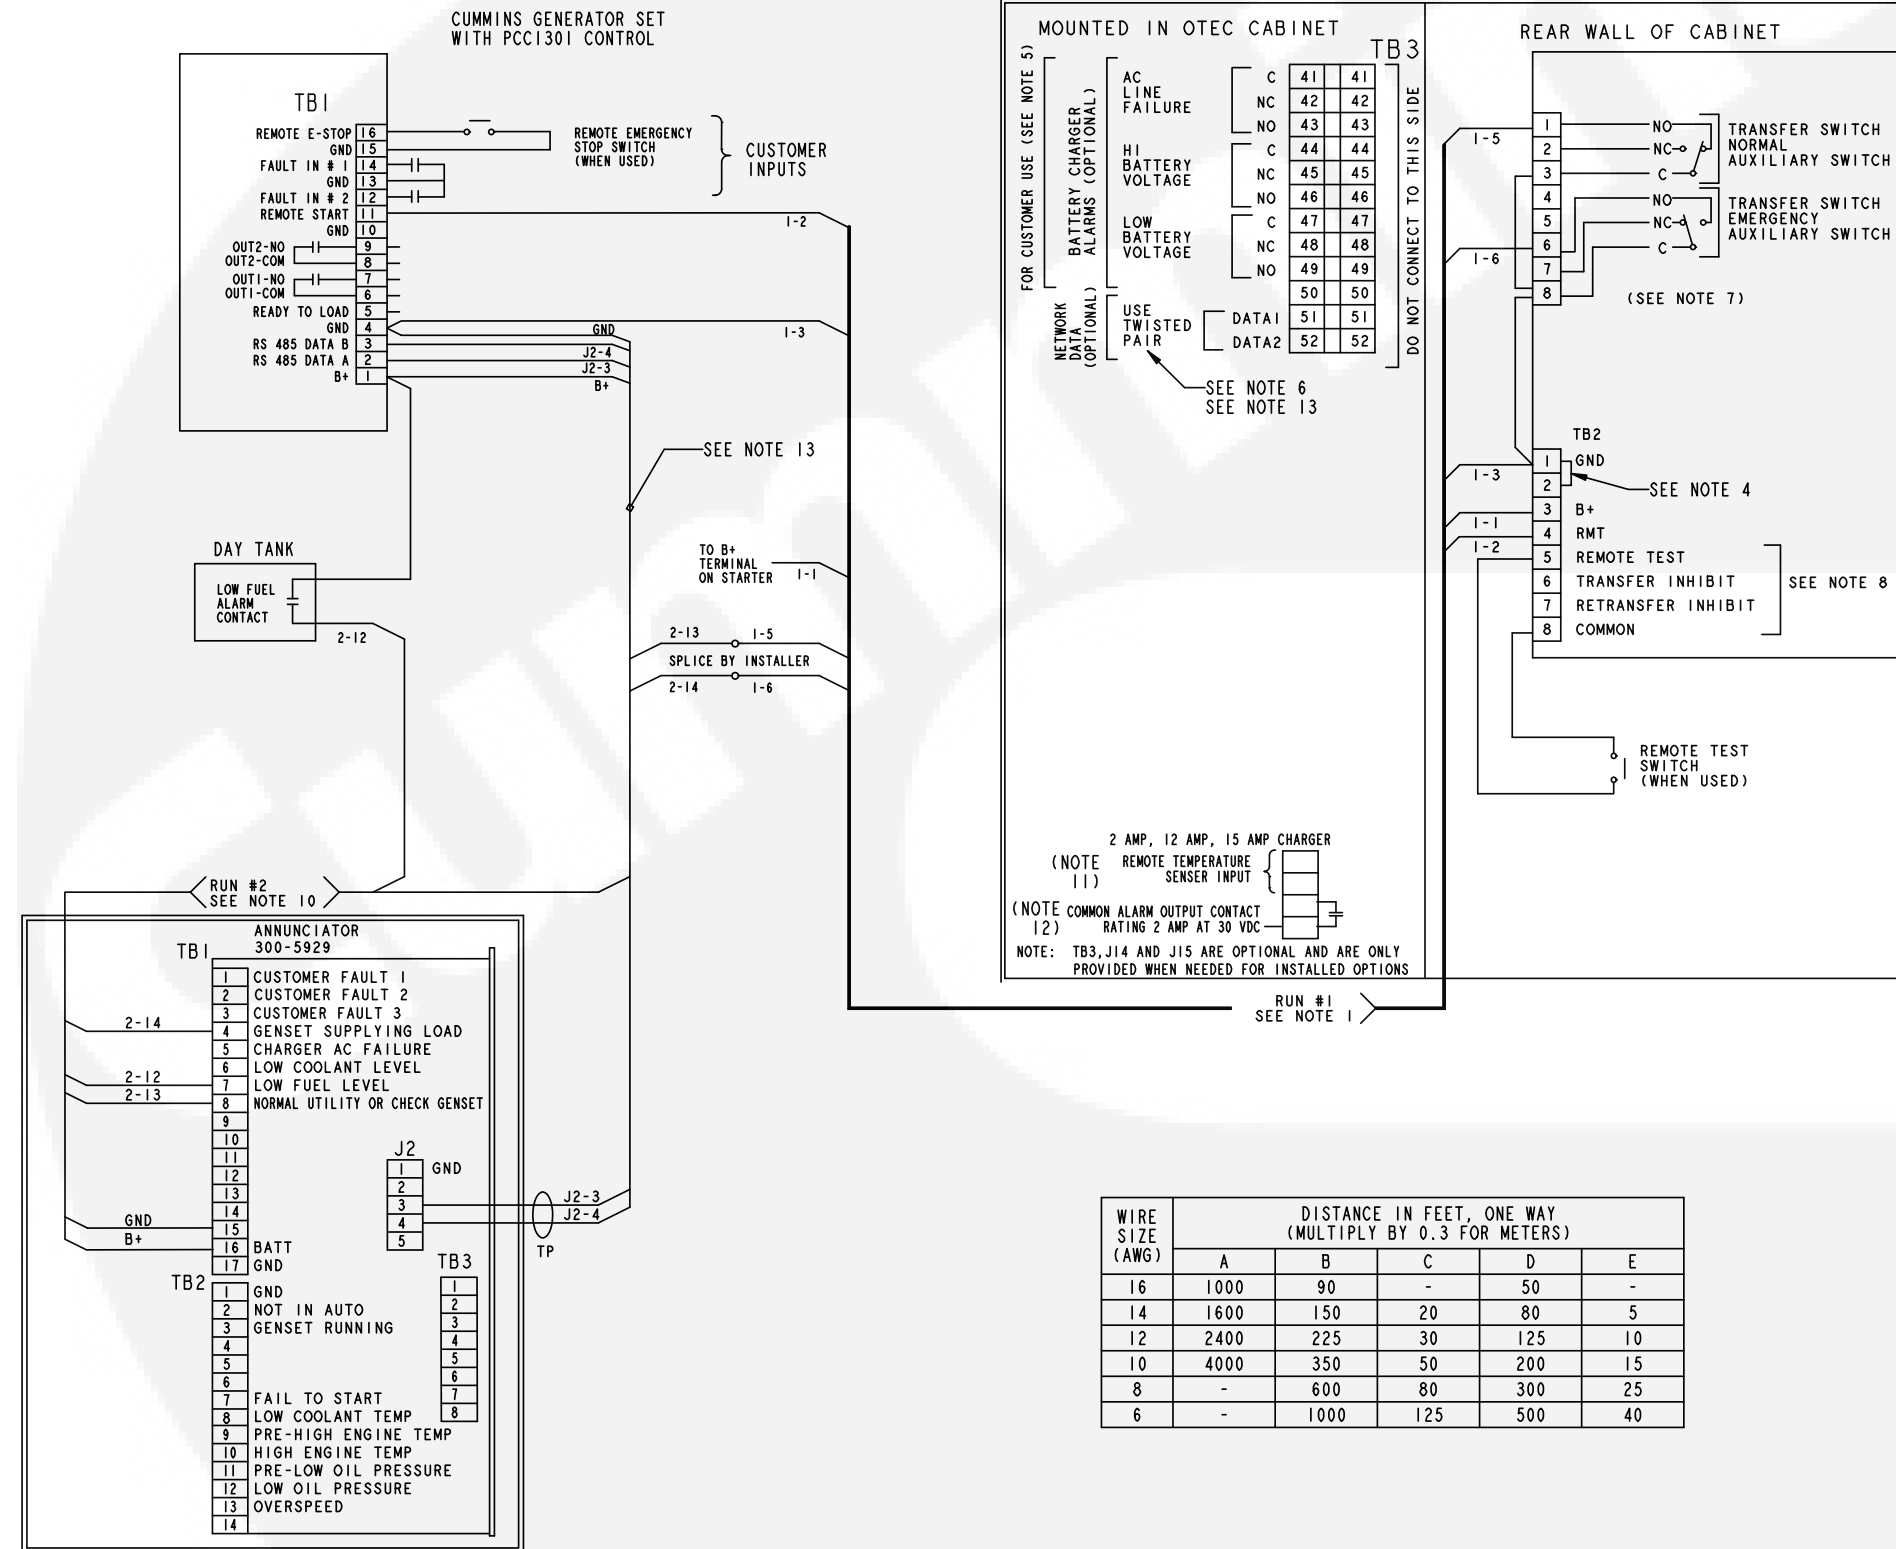 CUMMINS GENERATOR SET
WITH PCC1301 CONTROL
TB1
REMOTE E-STOP 16
GND 15
FAULT IN # 1 14
GND 13
FAULT IN # 2 12
REMOTE START 11
GND 10
OUT2-NO 9
OUT2-COM 8
OUT1-NO 7
OUT1-COM 6
READY TO LOAD 5
GND 4
RS 485 DATA B 3
RS 485 DATA A 2
B+ 1
REMOTE EMERGENCY
STOP SWITCH
(WHEN USED)
CUSTOMER
INPUTS
1-2
1-3
GND
J2-4
J2-3
B+
SEE NOTE 13
DAY TANK
LOW FUEL
ALARM
CONTACT
2-12
TO B+
TERMINAL
ON STARTER
1-1
2-13 1-5
SPLICE BY INSTALLER
2-14 1-6
RUN #2
SEE NOTE 10
ANNUNCIATOR
300-5929
TB1
1 CUSTOMER FAULT 1
2 CUSTOMER FAULT 2
3 CUSTOMER FAULT 3
2-14 4 GENSET SUPPLYING LOAD
5 CHARGER AC FAILURE
6 LOW COOLANT LEVEL
2-12 7 LOW FUEL LEVEL
2-13 8 NORMAL UTILITY OR CHECK GENSET
9
10
11
12
13
14
GND 15
B+ 16 BATT
17 GND
J2
1 GND
2
3
4
5
J2-3
J2-4
TP
TB2
1 GND
2 NOT IN AUTO
3 GENSET RUNNING
4
5
6
7 FAIL TO START
8 LOW COOLANT TEMP
9 PRE-HIGH ENGINE TEMP
10 HIGH ENGINE TEMP
11 PRE-LOW OIL PRESSURE
12 LOW OIL PRESSURE
13 OVERSPEED
14
TB3
1
2
3
4
5
6
7
8
MOUNTED IN OTEC CABINET
TB3
FOR CUSTOMER USE (SEE NOTE 5)
BATTERY CHARGER
ALARMS (OPTIONAL)
AC
LINE
FAILURE
C 41 41
NC 42 42
NO 43 43
HI
BATTERY
VOLTAGE
C 44 44
NC 45 45
NO 46 46
LOW
BATTERY
VOLTAGE
C 47 47
NC 48 48
NO 49 49
50 50
NETWORK
DATA
(OPTIONAL)
USE
TWISTED
PAIR
DATA1 51 51
DATA2 52 52
DO NOT CONNECT TO THIS SIDE
SEE NOTE 6
SEE NOTE 13
2 AMP, 12 AMP, 15 AMP CHARGER
(NOTE
11)
REMOTE TEMPERATURE
SENSER INPUT
(NOTE
12)
COMMON ALARM OUTPUT CONTACT
RATING 2 AMP AT 30 VDC
NOTE: TB3,J14 AND J15 ARE OPTIONAL AND ARE ONLY
PROVIDED WHEN NEEDED FOR INSTALLED OPTIONS
RUN #1
SEE NOTE 1
REAR WALL OF CABINET
1-5
1-6
1
2
3
4
5
6
7
8
NO
NC
C
TRANSFER SWITCH
NORMAL
AUXILIARY SWITCH
NO
NC
C
TRANSFER SWITCH
EMERGENCY
AUXILIARY SWITCH
(SEE NOTE 7)
TB2
1-3
1 GND
2
SEE NOTE 4
1-1
3 B+
1-2
4 RMT
5 REMOTE TEST
6 TRANSFER INHIBIT
7 RETRANSFER INHIBIT
8 COMMON
SEE NOTE 8
REMOTE TEST
SWITCH
(WHEN USED)
WIRE
SIZE
(AWG)
DISTANCE IN FEET, ONE WAY
(MULTIPLY BY 0.3 FOR METERS)
A B C D E
16 1000 90 - 50 -
14 1600 150 20 80 5
12 2400 225 30 125 10
10 4000 350 50 200 15
8 - 600 80 300 25
6 - 1000 125 500 40
Cummins